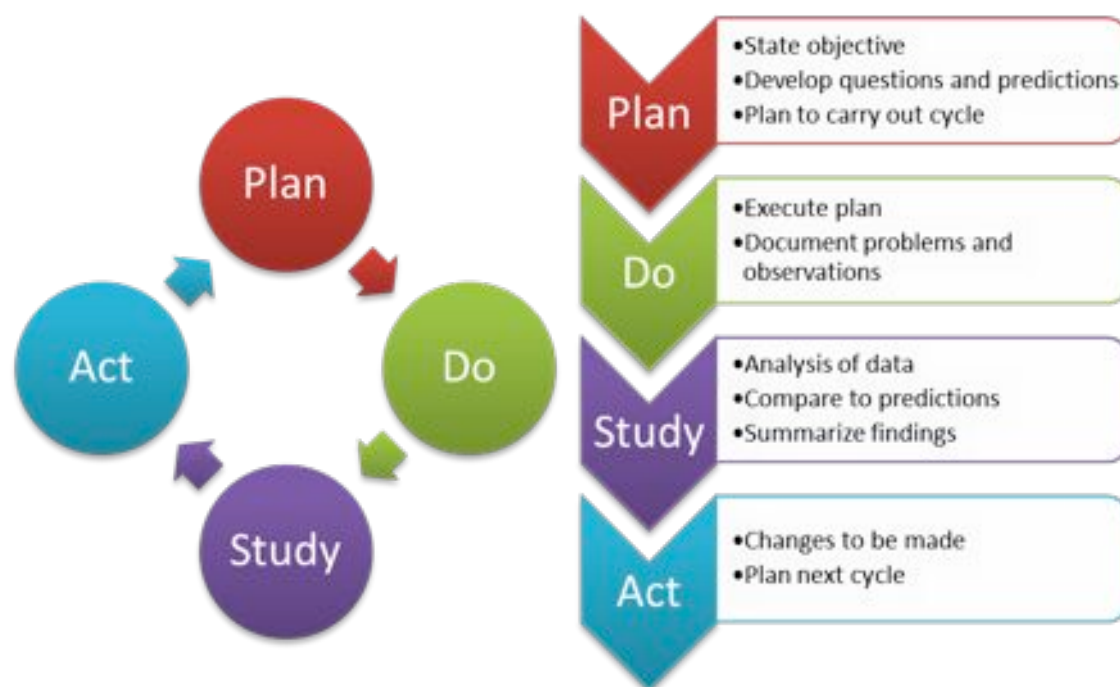 Plan
Act
Do
Study
Plan
•State objective
•Develop questions and predictions
•Plan to carry out cycle
Do
•Execute plan
•Document problems and
observations
Study
•Analysis of data
•Compare to predictions
•Summarize findings
Act
•Changes to be made
•Plan next cycle